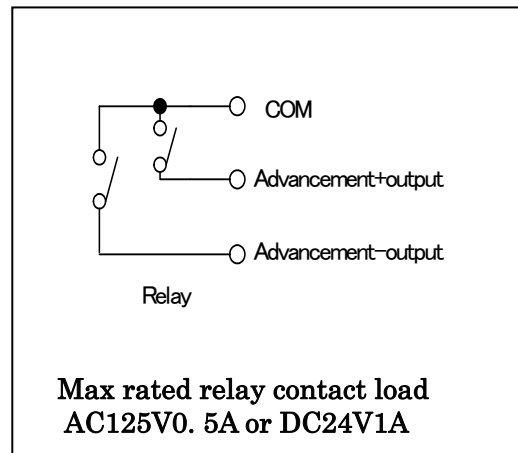 COM
Advancement+output
Advancement-output
Relay
Max rated relay contact load
AC125V0. 5A or DC24V1A